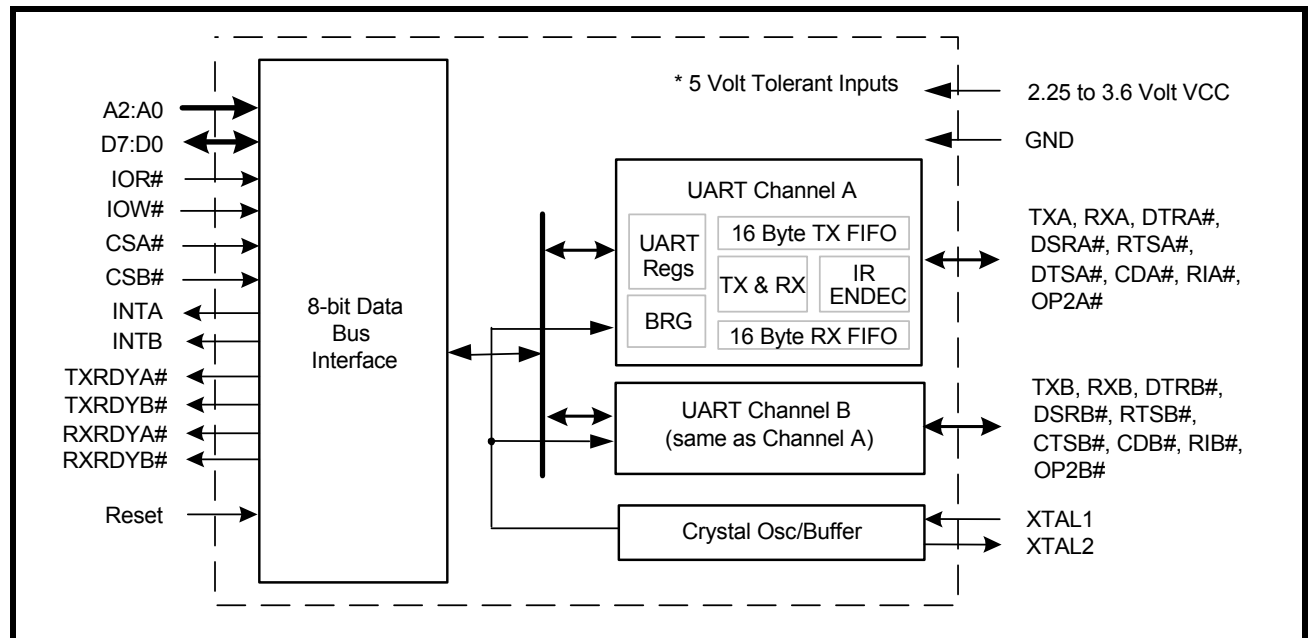 * 5 Volt Tolerant Inputs
2.25 to 3.6 Volt VCC
GND
A2:A0
D7:D0
IOR#
IOW#
CSA#
CSB#
INTA
INTB
TXRDYA#
TXRDYB#
RXRDYA#
RXRDYB#
Reset
8-bit Data
Bus
Interface
UART Channel A
UART
Regs
BRG
16 Byte TX FIFO
TX & RX
IR
ENDEC
16 Byte RX FIFO
TXA, RXA, DTRA#,
DSRA#, RTSA#,
DTSA#, CDA#, RIA#,
OP2A#
UART Channel B
(same as Channel A)
TXB, RXB, DTRB#,
DSRB#, RTSB#,
CTSB#, CDB#, RIB#,
OP2B#
Crystal Osc/Buffer
XTAL1
XTAL2